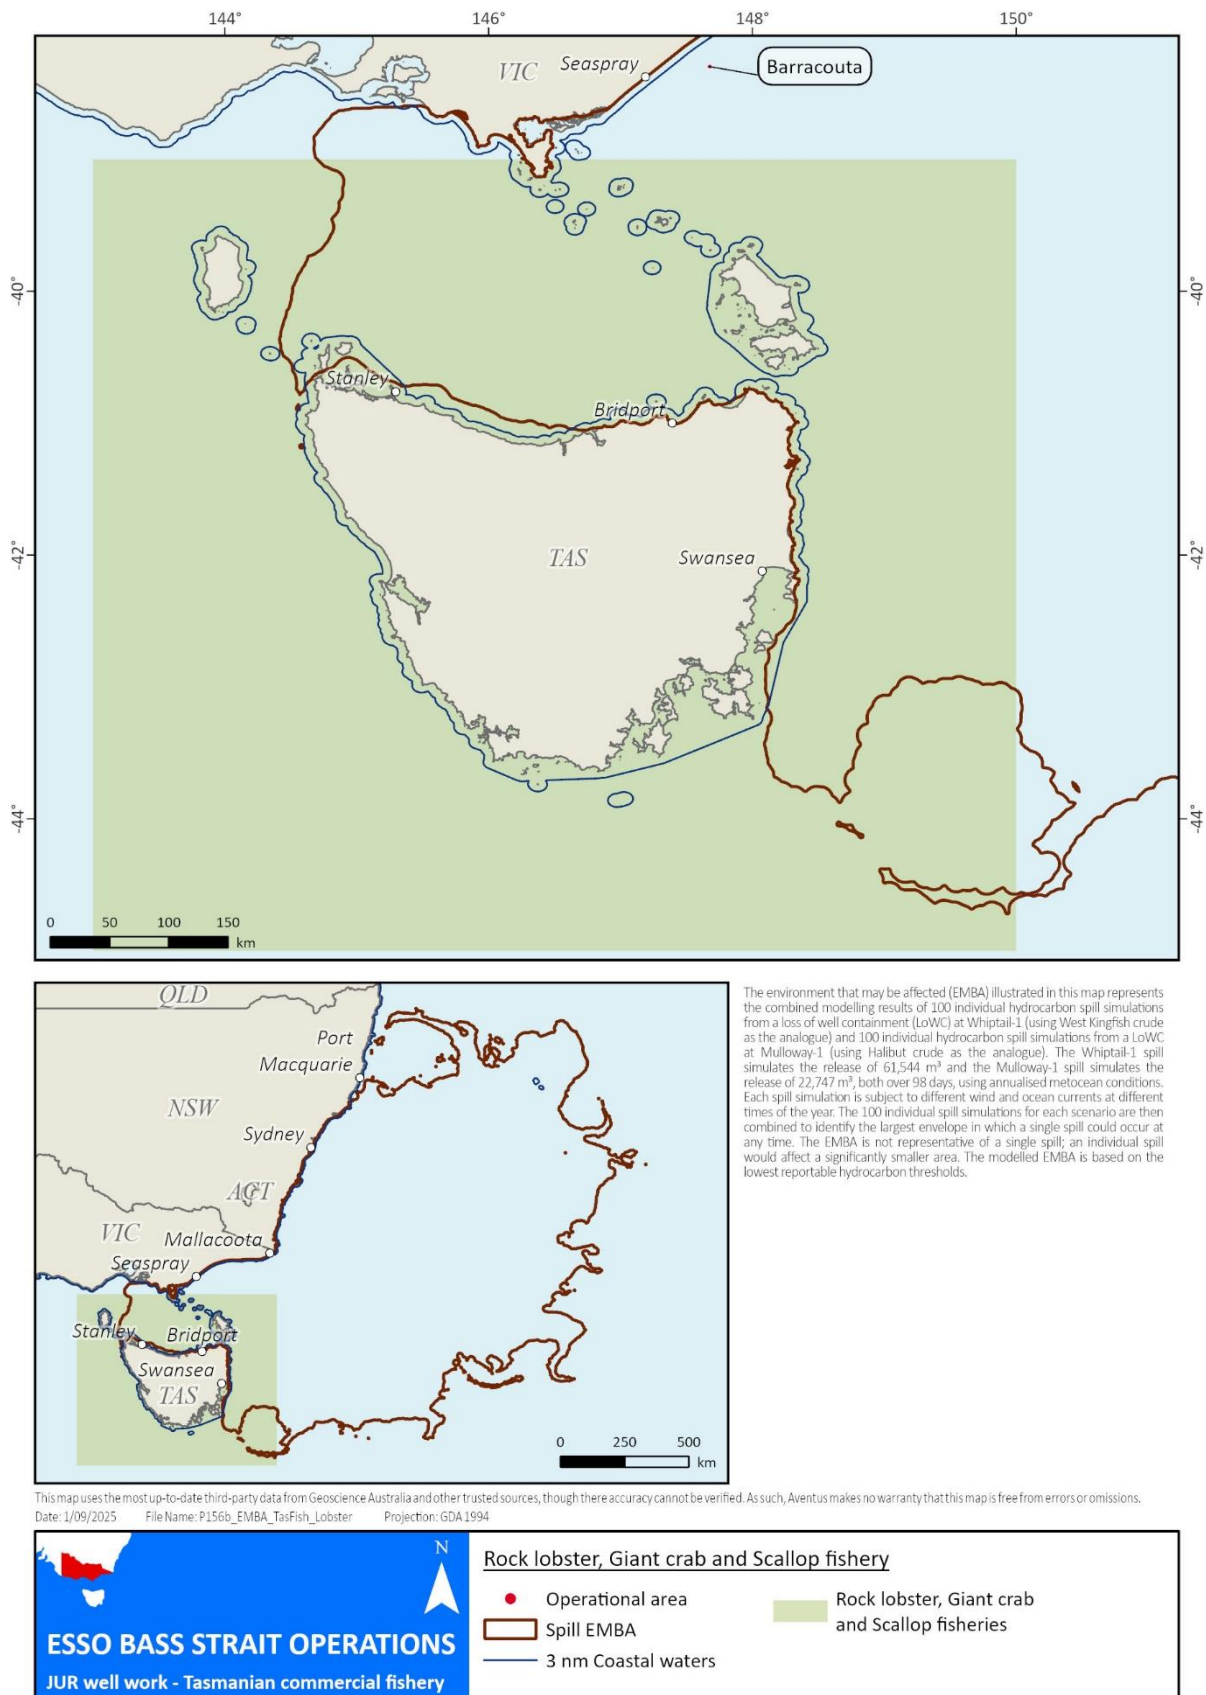 144° 146° 148° 150°
Seaspray
VIC
Barracouta
-40° -40°
Stanley
Bridport
-42° -42°
TAS
Swansea
-44° -44°
0 50 100 150
km
QLD
Port
Macquarie
NSW
Sydney
ACT
VIC
Mallacoota
Seaspray
Stanley
Bridport
Swansea
TAS
0 250 500
km
The environment that may be affected (EMBA) illustrated in this map represents
the combined modelling results of 100 individual hydrocarbon spill simulations
from a loss of well containment (LoWC) at Whiptail-1 (using West Kingfish crude
as the analogue) and 100 individual hydrocarbon spill simulations from a LoWC
at Mulloway-1 (using Halibut crude as the analogue). The Whiptail-1 spill
simulates the release of 61,544 m³ and the Mulloway-1 spill simulates the
release of 22,747 m³, both over 98 days, using annualised metocean conditions.
Each spill simulation is subject to different wind and ocean currents at different
times of the year. The 100 individual spill simulations for each scenario are then
combined to identify the largest envelope in which a single spill could occur at
any time. The EMBA is not representative of a single spill; an individual spill
would affect a significantly smaller area. The modelled EMBA is based on the
lowest reportable hydrocarbon thresholds.
This map uses the most up-to-date third-party data from Geoscience Australia and other trusted sources, though there accuracy cannot be verified. As such, Aventus makes no warranty that this map is free from errors or omissions.
Date: 1/09/2025 File Name: P156b_EMBA_TasFish_Lobster Projection: GDA 1994
N
ESSO BASS STRAIT OPERATIONS
JUR well work - Tasmanian commercial fishery
Rock lobster, Giant crab and Scallop fishery
Operational area
Spill EMBA
3 nm Coastal waters
Rock lobster, Giant crab
and Scallop fisheries